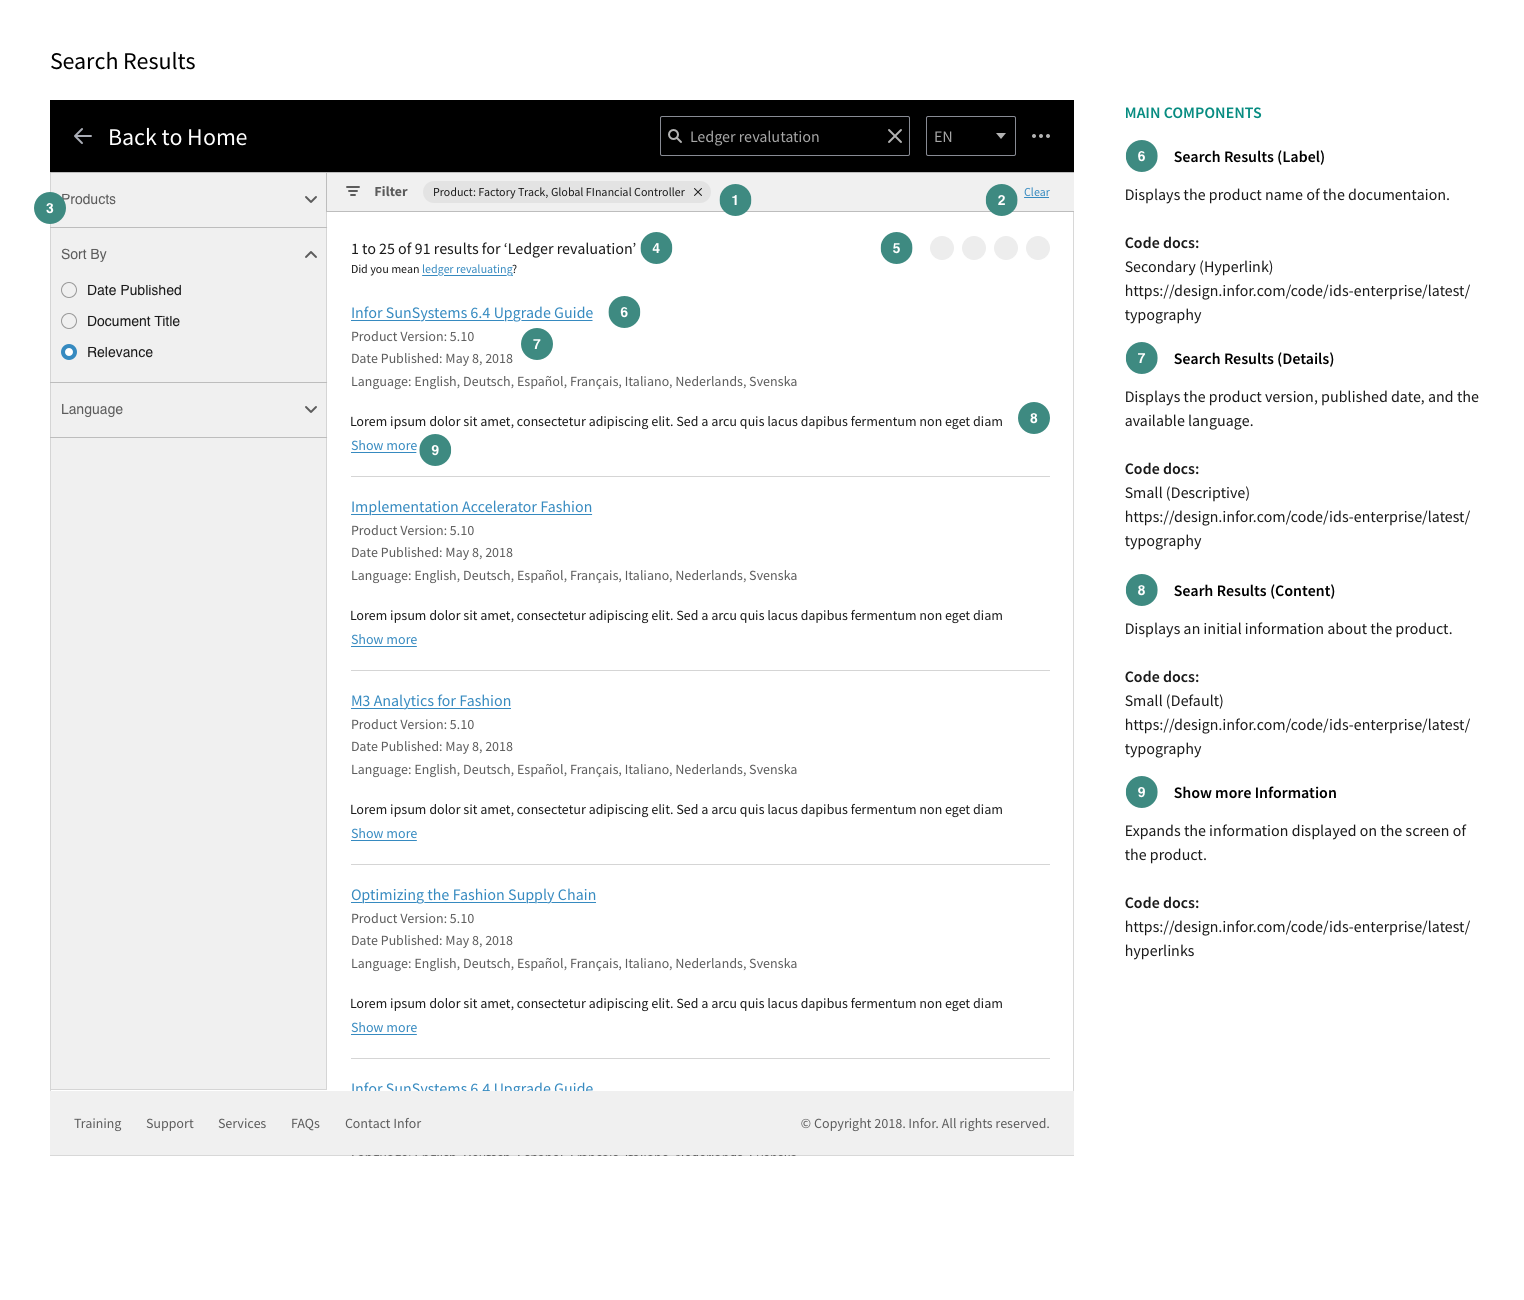 Search Results
Back to Home
Ledger revalutation
EN
3
Products
Sort By
Date Published
Document Title
Relevance
Language
Filter
Product: Factory Track, Global FInancial Controller
1
2
Clear
1 to 25 of 91 results for ‘Ledger revaluation’
4
5
Did you mean ledger revaluating?
Infor SunSystems 6.4 Upgrade Guide
6
Product Version: 5.10
7
Date Published: May 8, 2018
Language: English, Deutsch, Español, Français, Italiano, Nederlands, Svenska
Lorem ipsum dolor sit amet, consectetur adipiscing elit. Sed a arcu quis lacus dapibus fermentum non eget diam
8
Show more
9
Implementation Accelerator Fashion
Product Version: 5.10
Date Published: May 8, 2018
Language: English, Deutsch, Español, Français, Italiano, Nederlands, Svenska
Lorem ipsum dolor sit amet, consectetur adipiscing elit. Sed a arcu quis lacus dapibus fermentum non eget diam
Show more
M3 Analytics for Fashion
Product Version: 5.10
Date Published: May 8, 2018
Language: English, Deutsch, Español, Français, Italiano, Nederlands, Svenska
Lorem ipsum dolor sit amet, consectetur adipiscing elit. Sed a arcu quis lacus dapibus fermentum non eget diam
Show more
Optimizing the Fashion Supply Chain
Product Version: 5.10
Date Published: May 8, 2018
Language: English, Deutsch, Español, Français, Italiano, Nederlands, Svenska
Lorem ipsum dolor sit amet, consectetur adipiscing elit. Sed a arcu quis lacus dapibus fermentum non eget diam
Show more
Infor SunSystems 6.4 Upgrade Guide
Training
Support
Services
FAQs
Contact Infor
© Copyright 2018. Infor. All rights reserved.
MAIN COMPONENTS
6
Search Results (Label)
Displays the product name of the documentaion.
Code docs:
Secondary (Hyperlink)
https://design.infor.com/code/ids-enterprise/latest/
typography
7
Search Results (Details)
Displays the product version, published date, and the
available language.
Code docs:
Small (Descriptive)
https://design.infor.com/code/ids-enterprise/latest/
typography
8
Searh Results (Content)
Displays an initial information about the product.
Code docs:
Small (Default)
https://design.infor.com/code/ids-enterprise/latest/
typography
9
Show more Information
Expands the information displayed on the screen of
the product.
Code docs:
https://design.infor.com/code/ids-enterprise/latest/
hyperlinks